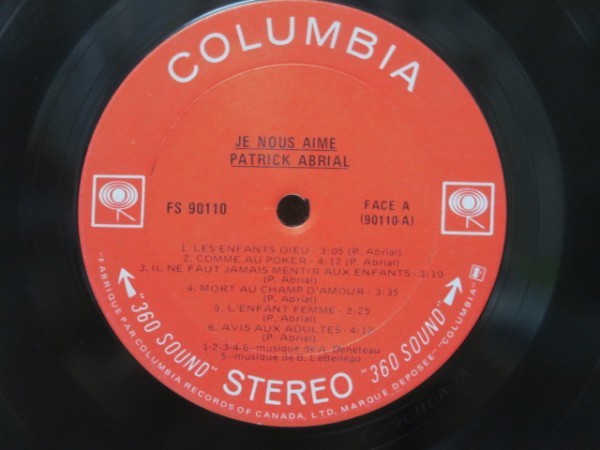 COLUMBIA
JE NOUS AIME
PATRICK ABRIAL
FS 90110
FACE A
(90110-A)
1. LES ENFANTS DIEU - 3:05 (P. Abrial)
2. COMME AU POKER - 4:12 (P. Abrial)
3. IL NE FAUT JAMAIS MENTIR AUX ENFANTS - 3:10
(P. Abrial)
4. MORT AU CHAMP D'AMOUR - 3:35
(P. Abrial)
5. L'ENFANT FEMME - 2:25
(P. Abrial)
6. AVIS AUX ADULTES - 4:12
(P. Abrial)
1-2-3-4-6-musique de A. Deneteau
5-musique de B.
"360 SOUND" STEREO "360 SOUND"
"FABRIQUE PAR COLUMBIA RECORDS OF CANADA, LTD. MARQUE DEPOSEE" "COLUMBIA"